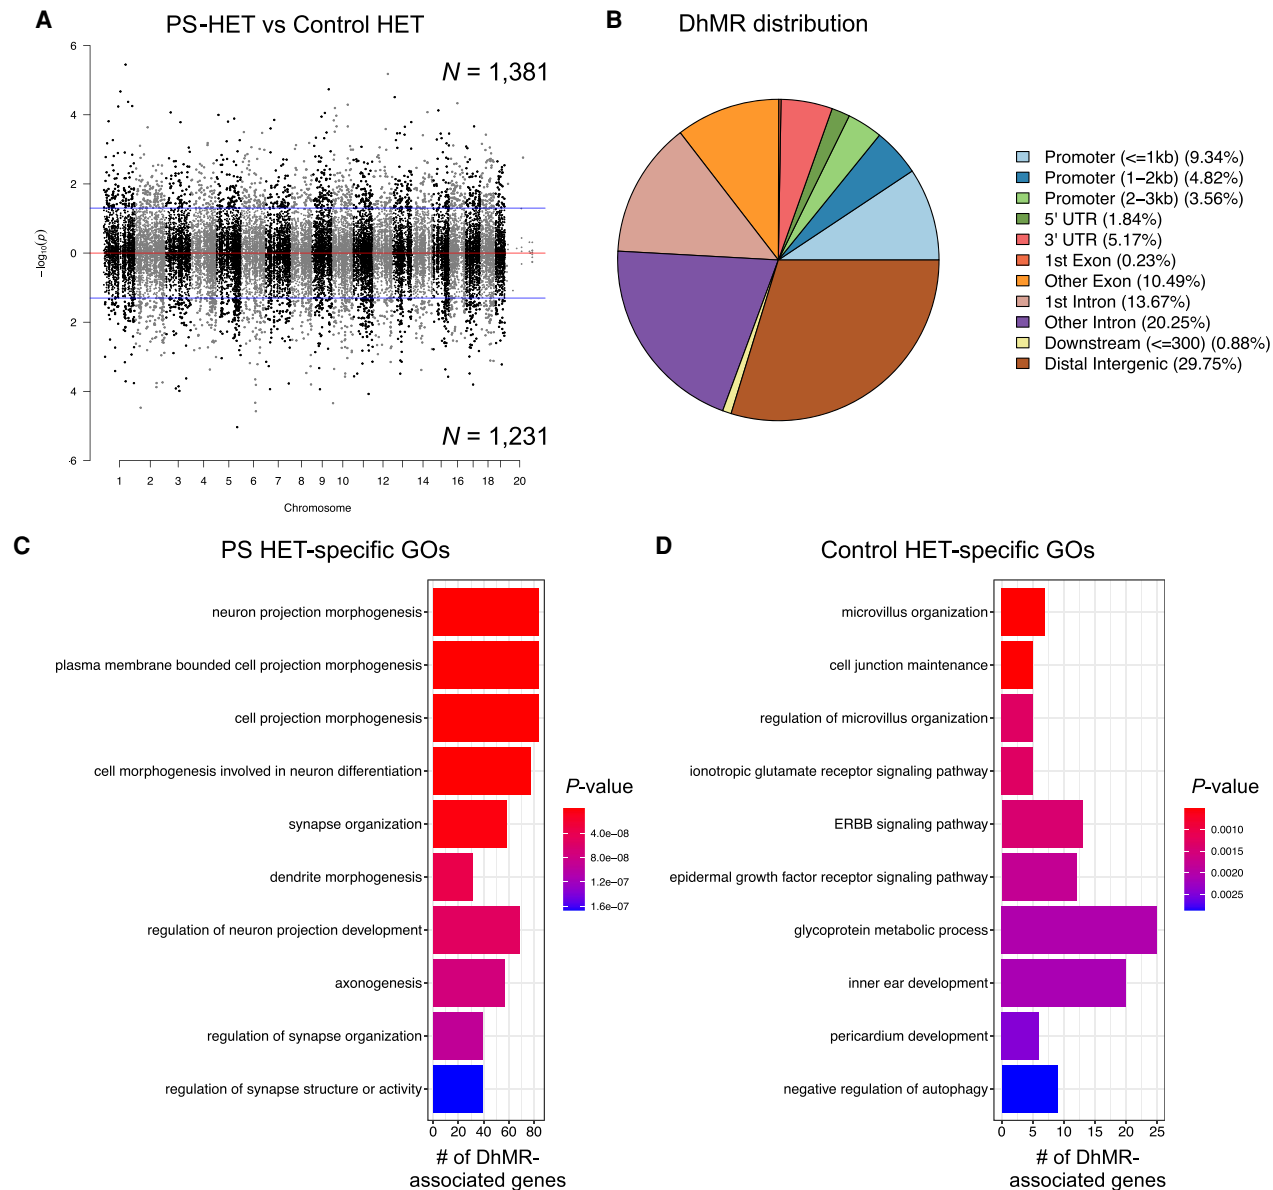 A
PS-HET vs Control HET
6
4
2
0
2
4
-6
−log10(p)
N = 1,381
N = 1,231
1 2 3 4 5 6 7 8 9 10 12 14 16 18 20
Chromosome
B
DhMR distribution
Promoter (<=1kb) (9.34%)
Promoter (1−2kb) (4.82%)
Promoter (2−3kb) (3.56%)
5' UTR (1.84%)
3' UTR (5.17%)
1st Exon (0.23%)
Other Exon (10.49%)
1st Intron (13.67%)
Other Intron (20.25%)
Downstream (<=300) (0.88%)
Distal Intergenic (29.75%)
C
PS HET-specific GOs
neuron projection morphogenesis
plasma membrane bounded cell projection morphogenesis
cell projection morphogenesis
cell morphogenesis involved in neuron differentiation
synapse organization
dendrite morphogenesis
regulation of neuron projection development
axonogenesis
regulation of synapse organization
regulation of synapse structure or activity
0 20 40 60 80
# of DhMR-
associated genes
P-value
4.0e−08
8.0e−08
1.2e−07
1.6e−07
D
Control HET-specific GOs
microvillus organization
cell junction maintenance
regulation of microvillus organization
ionotropic glutamate receptor signaling pathway
ERBB signaling pathway
epidermal growth factor receptor signaling pathway
glycoprotein metabolic process
inner ear development
pericardium development
negative regulation of autophagy
0 5 10 15 20 25
# of DhMR-
associated genes
P-value
0.0010
0.0015
0.0020
0.0025